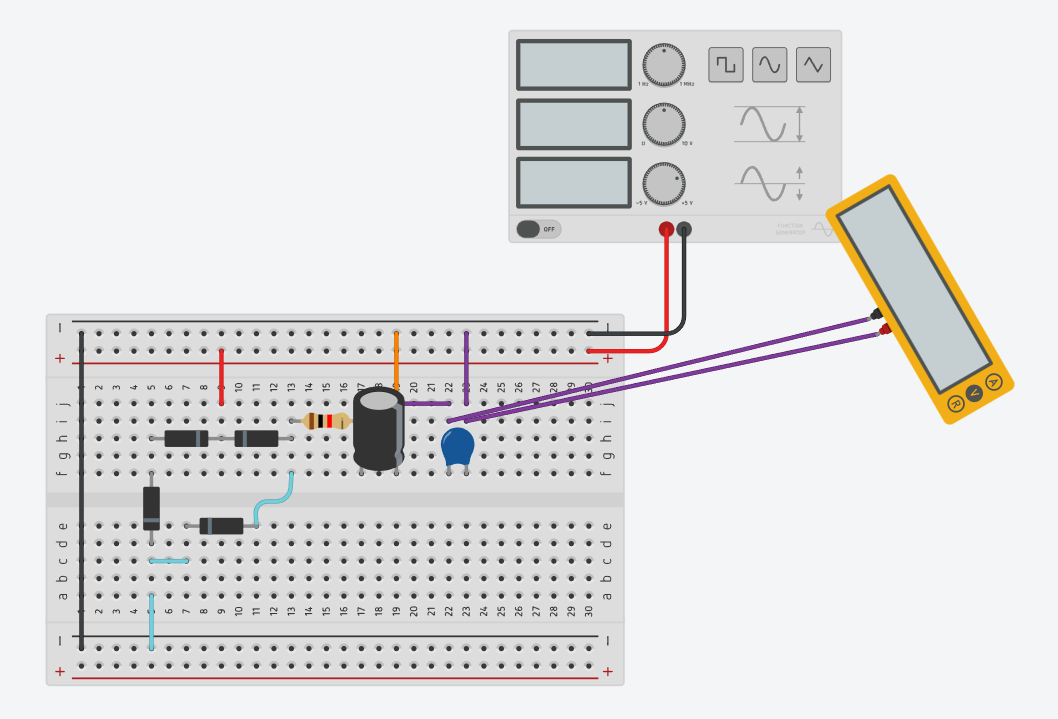 1 Hz 1 MHz
0 10 V
-5 V +5 V
OFF
FUNCTION
GENERATOR
A
V
R
1 2 3 4 5 6 7 8 9 10 11 12 13 14 15 16 18 20 21 22 23 24 25 26 27 28 29 30
j j
i i
h h
g g
f f
e e
d d
c c
b b
a a
1 2 3 4 5 6 7 8 9 10 11 12 13 14 15 16 17 18 19 20 21 22 23 24 25 26 27 28 29 30